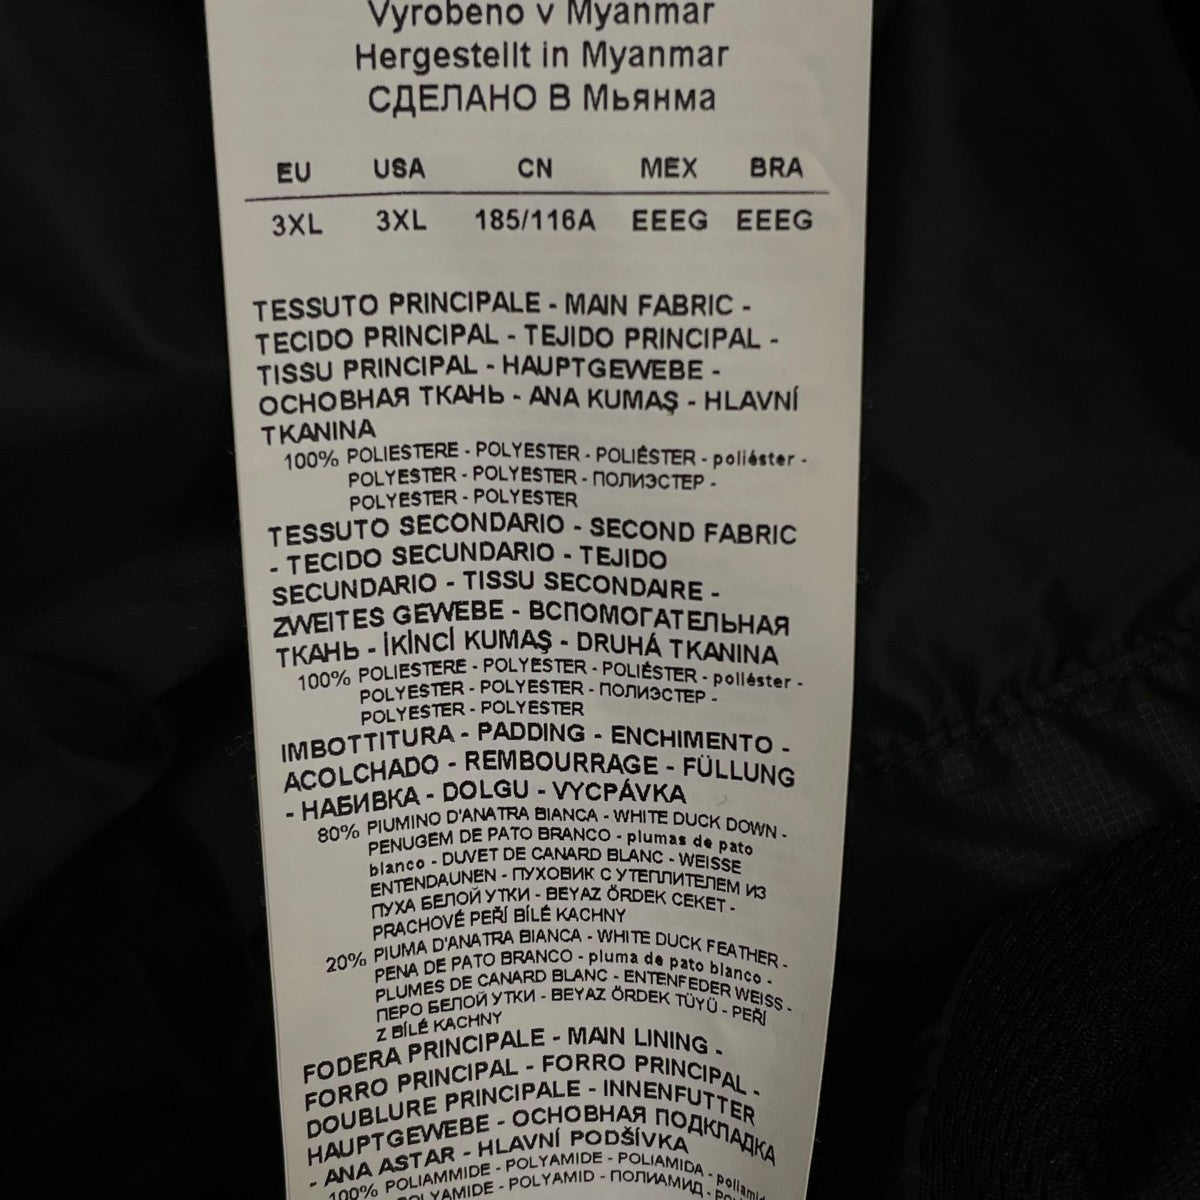 Vyrobeno v Myanmar
Hergestellt in Myanmar
СДЕЛАНО В Мьянма
EU USA CN MEX BRA
3XL 3XL 185/116A EEEG EEEG
TESSUTO PRINCIPALE - MAIN FABRIC -
TECIDO PRINCIPAL - TEJIDO PRINCIPAL -
TISSU PRINCIPAL - HAUPTGEWEBE -
ОСНОВНАЯ ТКАНЬ - ANA KUMAŞ - HLAVNÍ
TKANINA
100% POLIESTERE - POLYESTER - POLIÉSTER - poliéster -
POLYESTER - POLYESTER - ПОЛИЭСТЕР -
POLYESTER - POLYESTER
TESSUTO SECONDARIO - SECOND FABRIC
- TECIDO SECUNDARIO - TEJIDO
SECUNDARIO - TISSU SECONDAIRE -
ZWEITES GEWEBE - ВСПОМОГАТЕЛЬНАЯ
ТКАНЬ - İKİNCİ KUMAŞ - DRUHÁ TKANINA
100% POLIESTERE - POLYESTER - POLIÉSTER - poliéster -
POLYESTER - POLYESTER - ПОЛИЭСТЕР -
POLYESTER - POLYESTER
IMBOTTITURA - PADDING - ENCHIMENTO -
ACOLCHADO - REMBOURRAGE - FÜLLUNG
- НАБИВКА - DOLGU - VYCPÁVKA
80% PIUMINO D'ANATRA BIANCA - WHITE DUCK DOWN -
PENUGEM DE PATO BRANCO - plumas de pato
blanco - DUVET DE CANARD BLANC - WEISSE
ENTENDAUNEN - ПУХОВИК С УТЕПЛИТЕЛЕМ ИЗ
ПУХА БЕЛОЙ УТКИ - BEYAZ ÖRDEK CEKET -
PRACHOVÉ PEŘÍ BÍLÉ KACHNY
20% PIUMA D'ANATRA BIANCA - WHITE DUCK FEATHER -
PENA DE PATO BRANCO - pluma de pato blanco -
PLUMES DE CANARD BLANC - ENTENFEDER WEISS -
ПЕРО БЕЛОЙ УТКИ - BEYAZ ÖRDEK TÜYÜ - PEŘÍ
Z BÍLÉ KACHNY
FODERA PRINCIPALE - MAIN LINING -
FORRO PRINCIPAL - FORRO PRINCIPAL -
DOUBLURE PRINCIPALE - INNENFUTTER
HAUPTGEWEBE - ОСНОВНАЯ ПОДКЛАДКА
- ANA ASTAR - HLAVNÍ PODŠÍVKA
100% POLIAMMIDE - POLYAMIDE - POLIAMIDA -
POLYAMIDE - POLYAMID - ПОЛИАМИД -